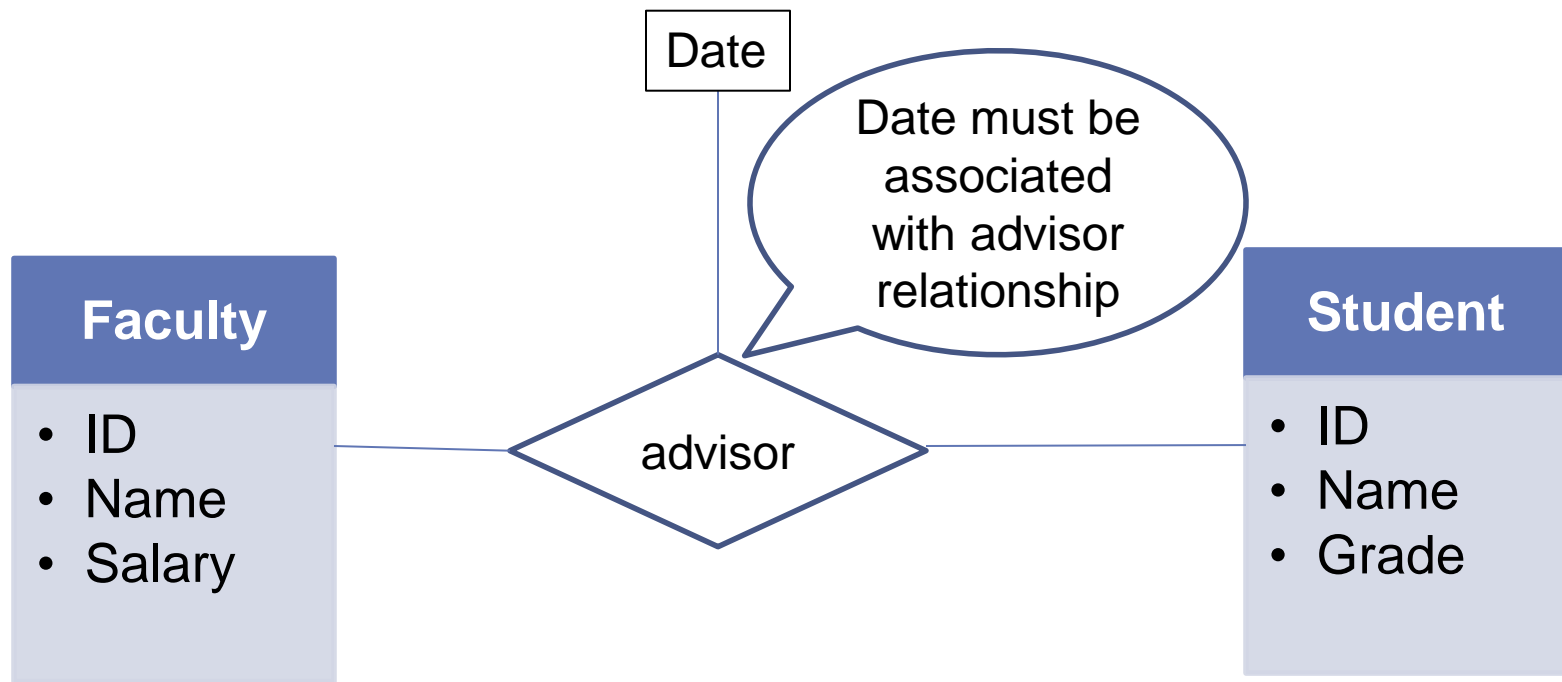 Date
Date must be
associated
with advisor
relationship
Faculty
• ID
• Name
• Salary
advisor
Student
• ID
• Name
• Grade